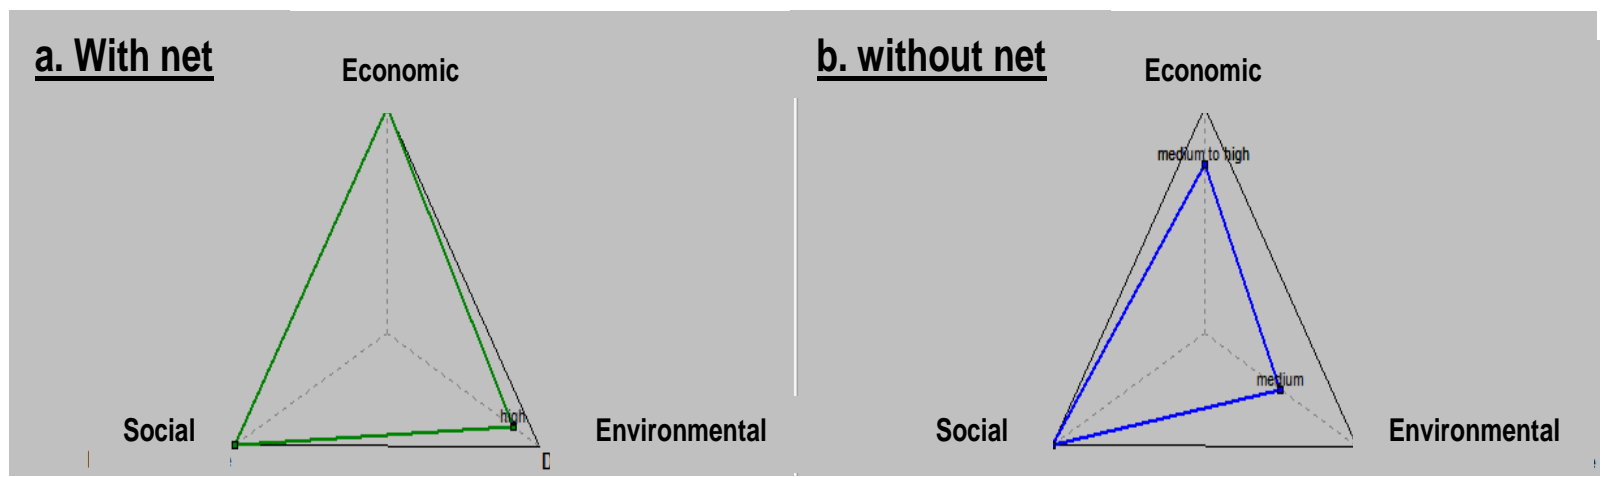 a. With net
Economic
high
Social
Environmental
b. without net
Economic
medium to high
medium
Social
Environmental